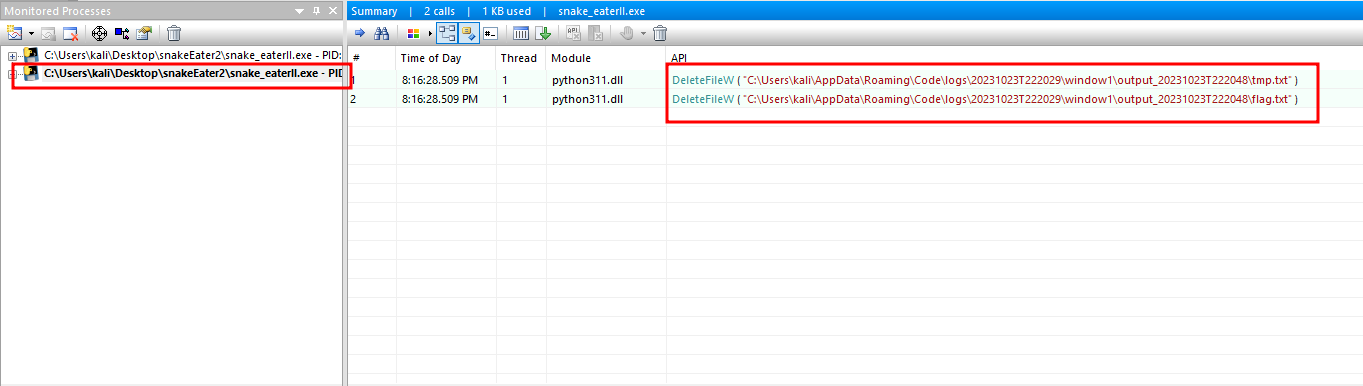 Monitored Processes
C:\Users\kali\Desktop\snakeEater2\snake_eaterII.exe - PID:
C:\Users\kali\Desktop\snakeEater2\snake_eaterII.exe - PID
Summary | 2 calls | 1 KB used | snake_eaterII.exe
# Time of Day Thread Module API
1 8:16:28.509 PM 1 python311.dll DeleteFileW ( "C:\Users\kali\AppData\Roaming\Code\logs\20231023T222029\window1\output_20231023T222048\tmp.txt" )
2 8:16:28.509 PM 1 python311.dll DeleteFileW ( "C:\Users\kali\AppData\Roaming\Code\logs\20231023T222029\window1\output_20231023T222048\flag.txt" )